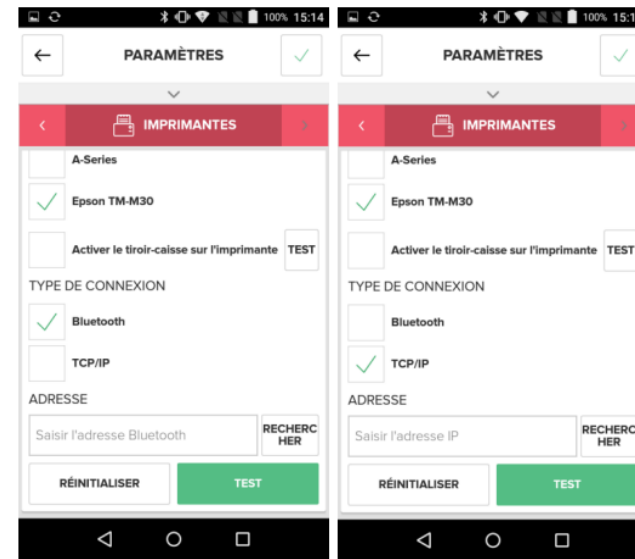 100% 15:14
PARAMÈTRES
IMPRIMANTES
A-Series
Epson TM-M30
Activer le tiroir-caisse sur l'imprimante TEST
TYPE DE CONNEXION
Bluetooth
TCP/IP
ADRESSE
Saisir l'adresse Bluetooth
RECHERC
HER
RÉINITIALISER TEST
100% 15:1
PARAMÈTRES
IMPRIMANTES
A-Series
Epson TM-M30
Activer le tiroir-caisse sur l'imprimante TEST
TYPE DE CONNEXION
Bluetooth
TCP/IP
ADRESSE
Saisir l'adresse IP
RECHERC
HER
RÉINITIALISER TEST